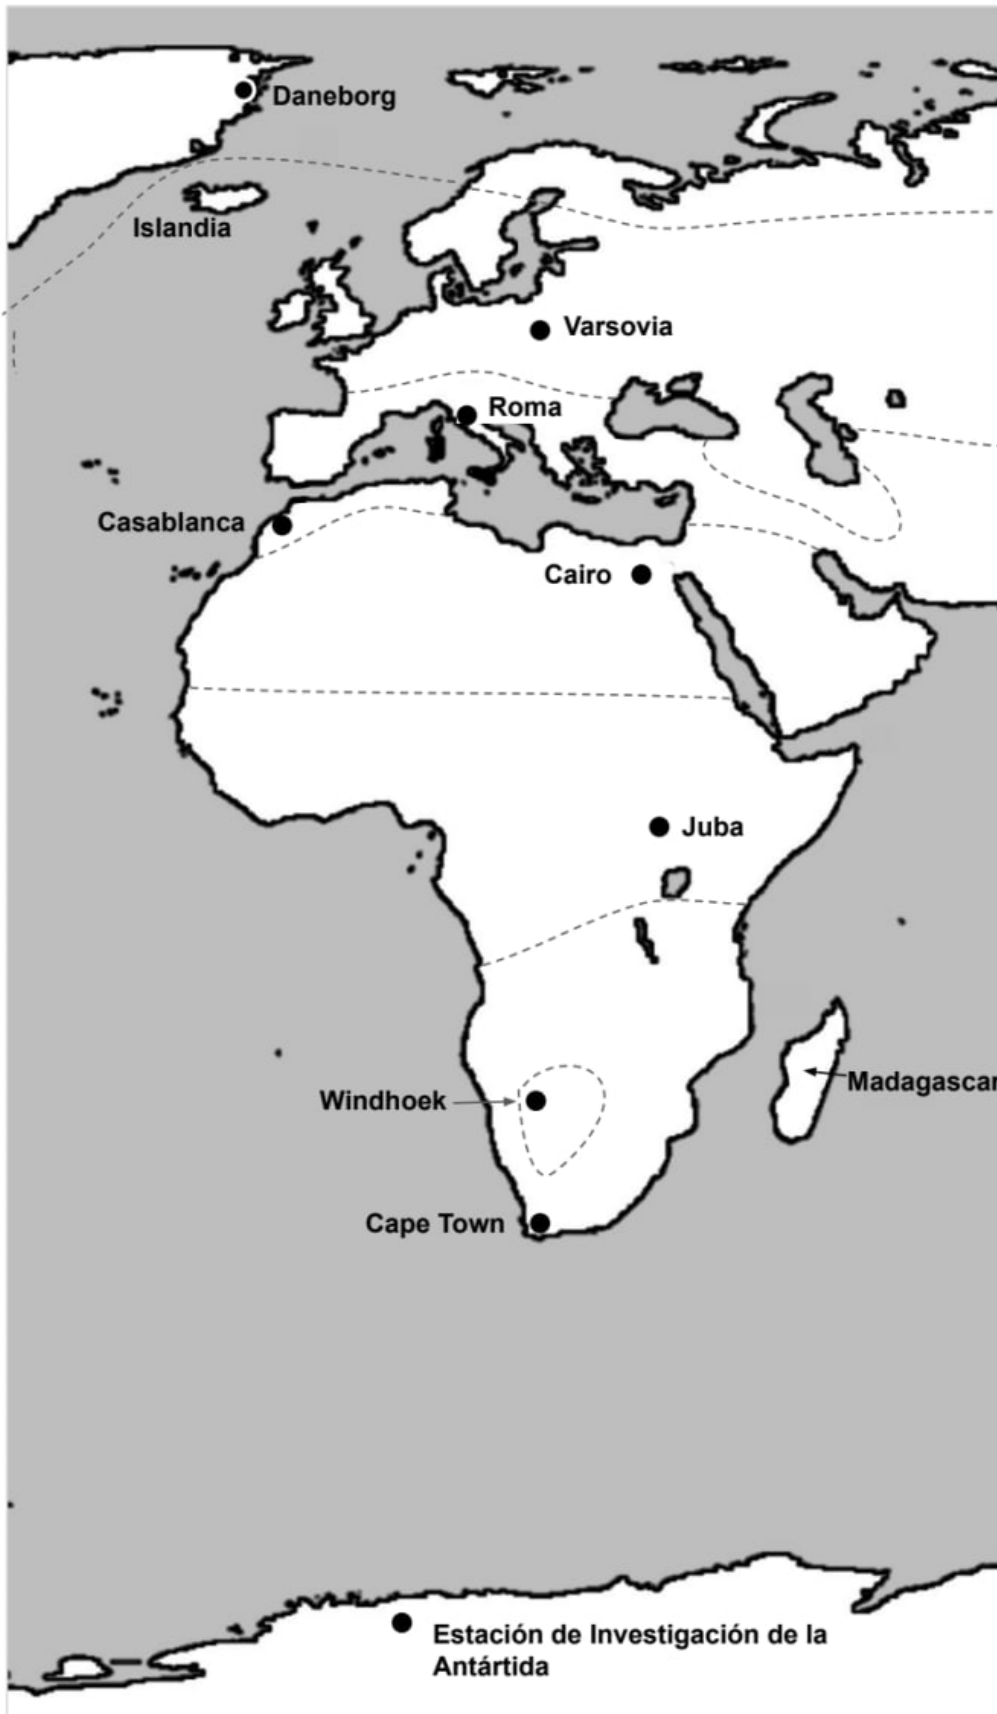 Daneborg
Islandia
Varsovia
Roma
Casablanca
Cairo
Juba
Madagascar
Windhoek
Cape Town
Estación de Investigación de la
Antártida